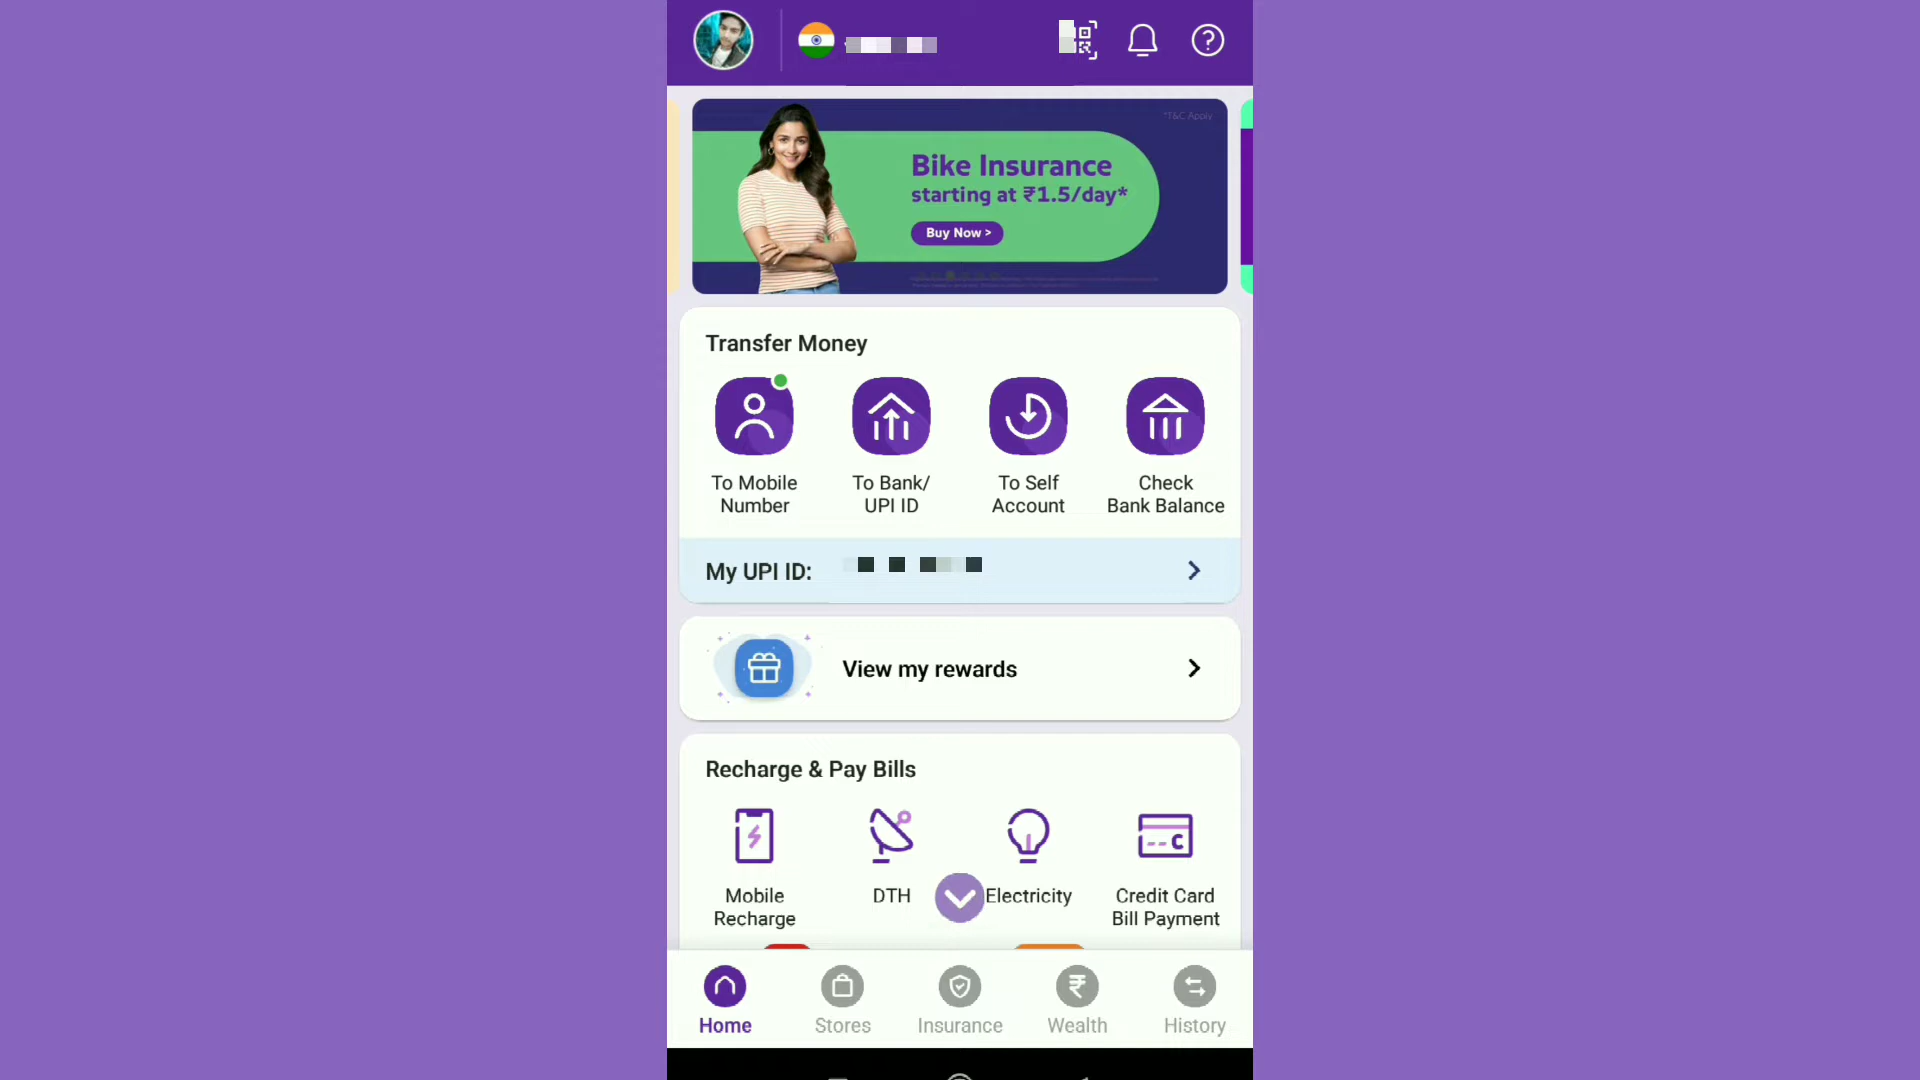 *T&C Apply
Bike Insurance
starting at ₹1.5/day*
Buy Now >
Transfer Money
To Mobile Number
To Bank/ UPI ID
To Self Account
Check Bank Balance
My UPI ID:
View my rewards
Recharge & Pay Bills
Mobile Recharge
DTH
Electricity
Credit Card Bill Payment
Home
Stores
Insurance
Wealth
History